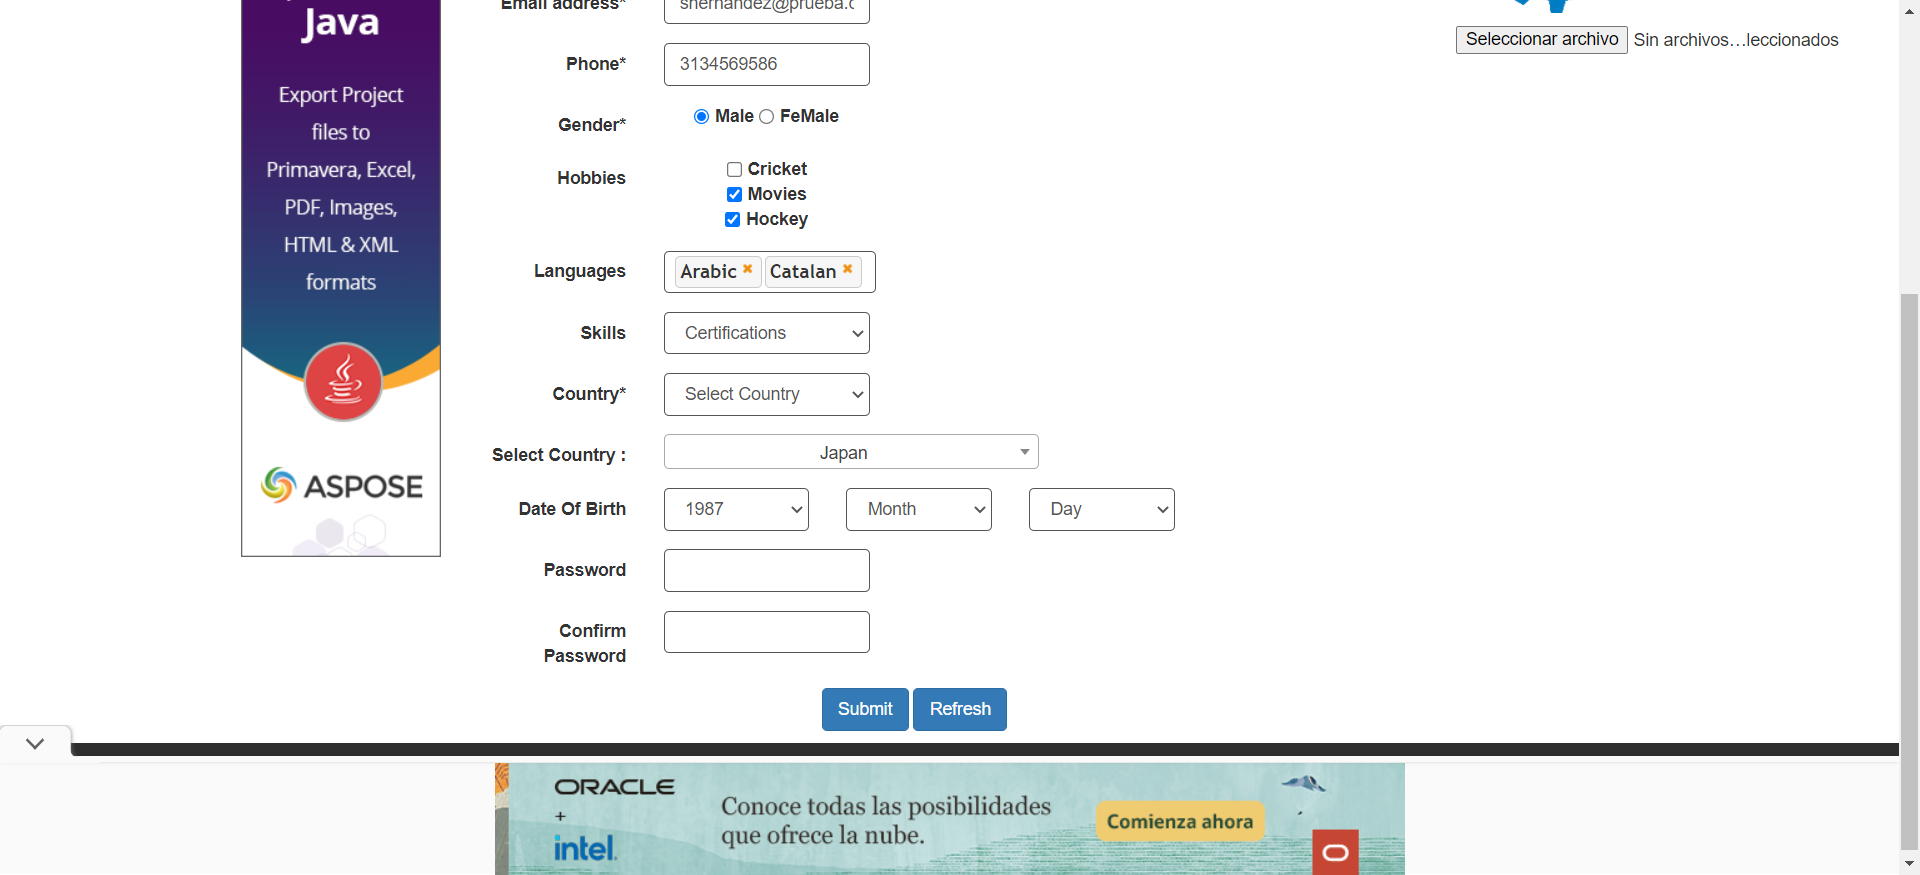 Java
Export Project
files to
Primavera, Excel,
PDF, Images,
HTML & XML
formats
ASPOSE
Email address*
shernandez@prueba.c
Phone*
3134569586
Gender*
Male FeMale
Hobbies
Cricket
Movies
Hockey
Languages
Arabic Catalan
Skills
Certifications
Country*
Select Country
Select Country :
Japan
Date Of Birth
1987 Month Day
Password
Confirm
Password
Submit Refresh
Seleccionar archivo Sin archivos…leccionados
ORACLE
+
intel.
Conoce todas las posibilidades
que ofrece la nube.
Comienza ahora